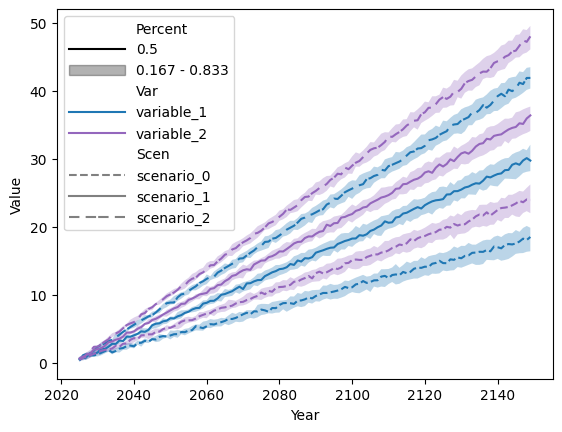 Percent
0.5
0.167 - 0.833
Var
variable_1
variable_2
Scen
scenario_0
scenario_1
scenario_2
Value
50
40
30
20
10
0
2020
2040
2060
2080
2100
2120
2140
Year